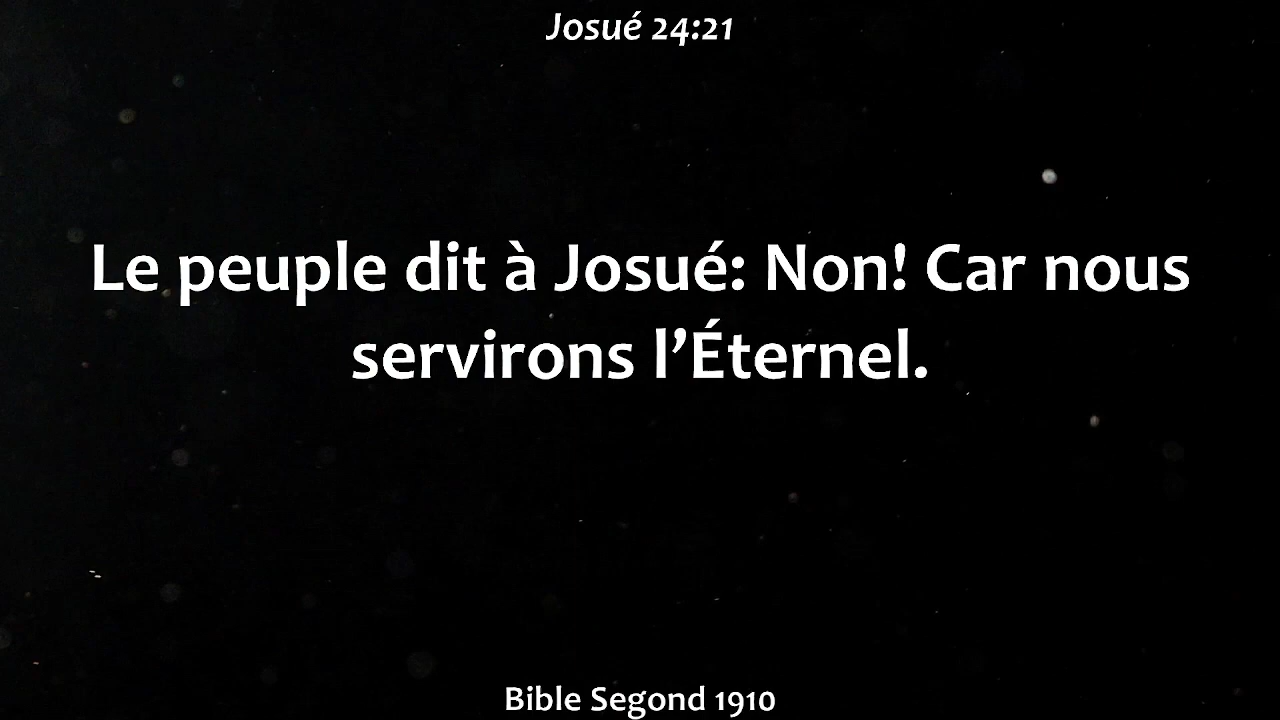 Josué 24:21
Le peuple dit à Josué: Non! Car nous
servirons l’Éternel.
Bible Segond 1910